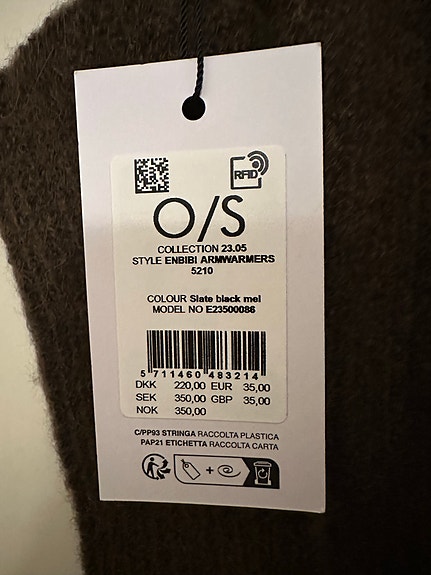 RFID
O/S
COLLECTION 23.05
STYLE ENBIBI ARMWARMERS
5210
COLOUR Slate black mel
MODEL NO E23500086
5 711460 483214
DKK 220,00 EUR 35,00
SEK 350,00 GBP 35,00
NOK 350,00
C/PP93 STRINGA RACCOLTA PLASTICA
PAP21 ETICHETTA RACCOLTA CARTA
+